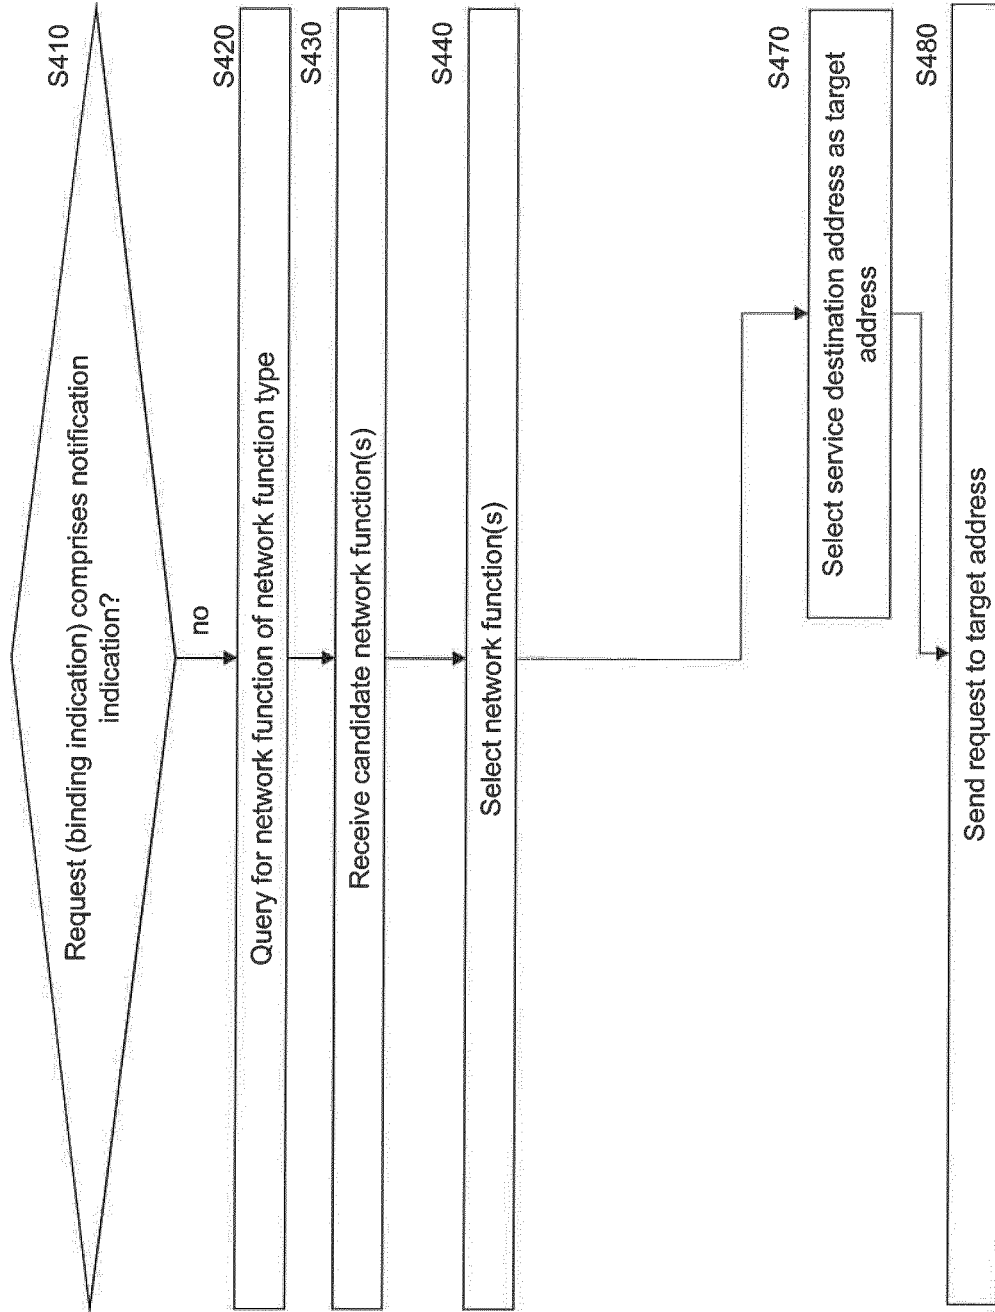 S410
Request (binding indication) comprises notification
indication?
no
S420
Query for network function of network function type
S430
Receive candidate network function(s)
S440
Select network function(s)
S470
Select service destination address as target
address
S480
Send request to target address